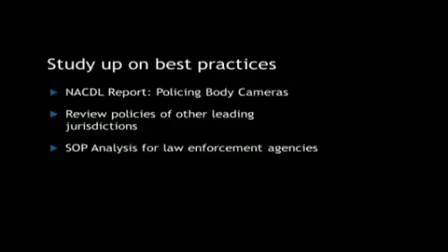 Study up on best practices
NACDL Report: Policing Body Cameras
Review policies of other leading
jurisdictions
SOP Analysis for law enforcement agencies